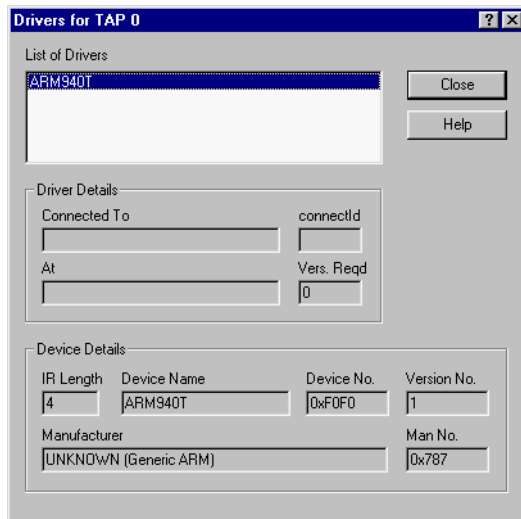 Drivers for TAP 0
List of Drivers
ARM940T
Close
Help
Driver Details
Connected To connectId
At Vers. Reqd
0
Device Details
IR Length Device Name Device No. Version No.
4 ARM940T 0xF0F0 1
Manufacturer Man No.
UNKNOWN (Generic ARM) 0x787